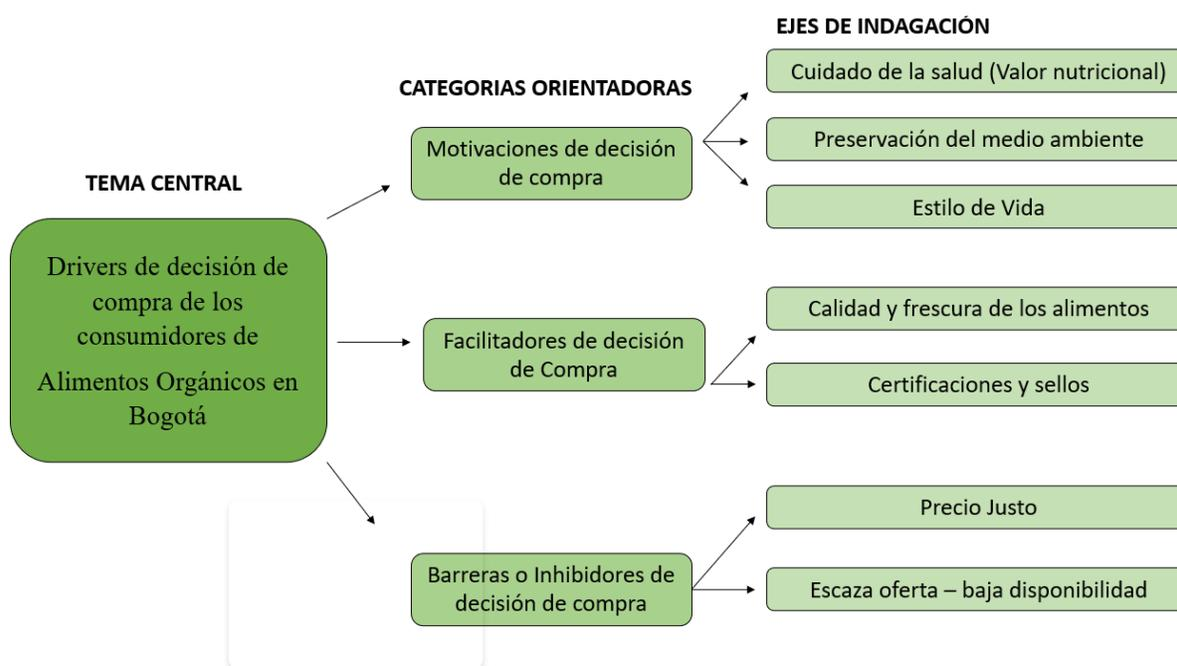 TEMA CENTRAL
Drivers de decisión de
compra de los
consumidores de
Alimentos Orgánicos en
Bogotá
CATEGORIAS ORIENTADORAS
Motivaciones de decisión
de compra
Facilitadores de decisión
de Compra
Barreras o Inhibidores de
decisión de compra
EJES DE INDAGACIÓN
Cuidado de la salud (Valor nutricional)
Preservación del medio ambiente
Estilo de Vida
Calidad y frescura de los alimentos
Certificaciones y sellos
Precio Justo
Escaza oferta – baja disponibilidad